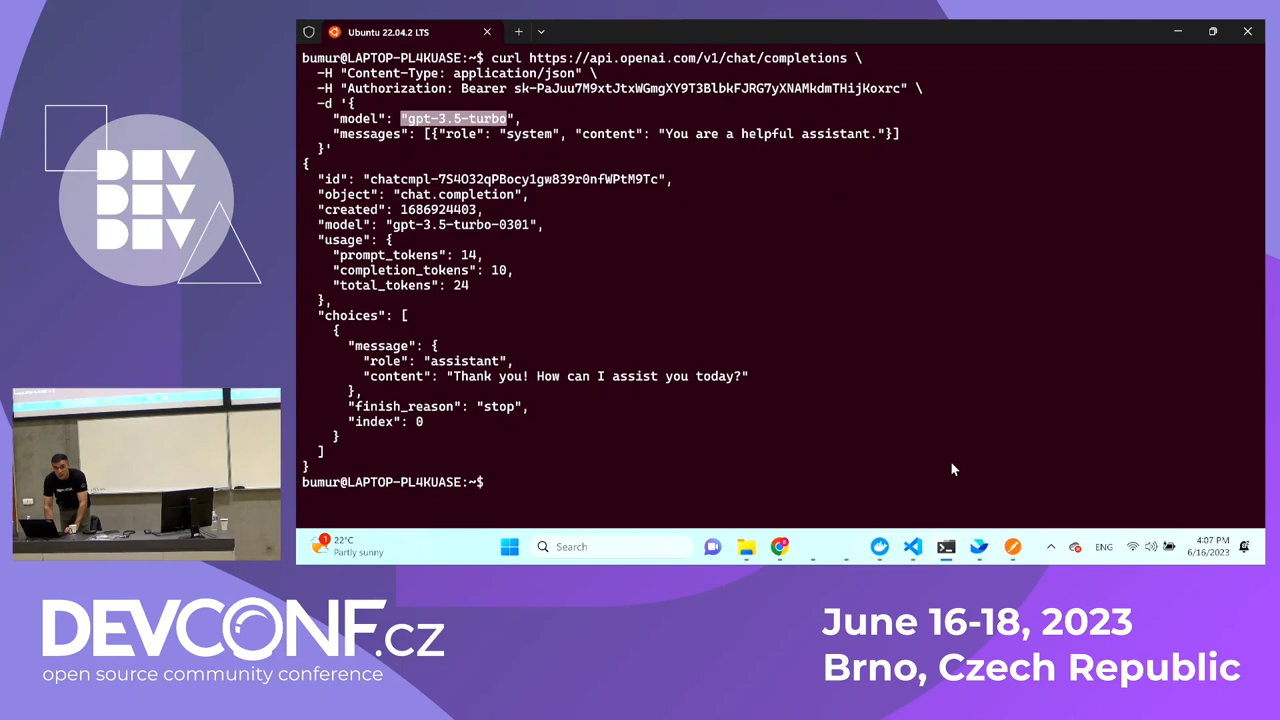 Ubuntu 22.04.2 LTS
bumur@LAPTOP-PL4KUASE:~$ curl https://api.openai.com/v1/chat/completions \
-H "Content-Type: application/json" \
-H "Authorization: Bearer [API key omitted]" \
-d '{
"model": "gpt-3.5-turbo",
"messages": [{"role": "system", "content": "You are a helpful assistant."}]
}'
{
"id": "chatcmpl-7S4O32qPBocy1gw839r0nfWPtM9Tc",
"object": "chat.completion",
"created": 1686924403,
"model": "gpt-3.5-turbo-0301",
"usage": {
"prompt_tokens": 14,
"completion_tokens": 10,
"total_tokens": 24
},
"choices": [
{
"message": {
"role": "assistant",
"content": "Thank you! How can I assist you today?"
},
"finish_reason": "stop",
"index": 0
}
]
}
bumur@LAPTOP-PL4KUASE:~$
DEV
DEV
DEV
1
22°C
Partly sunny
Search
ENG
4:07 PM
6/16/2023
DEVCONF.cz
open source community conference
June 16-18, 2023
Brno, Czech Republic